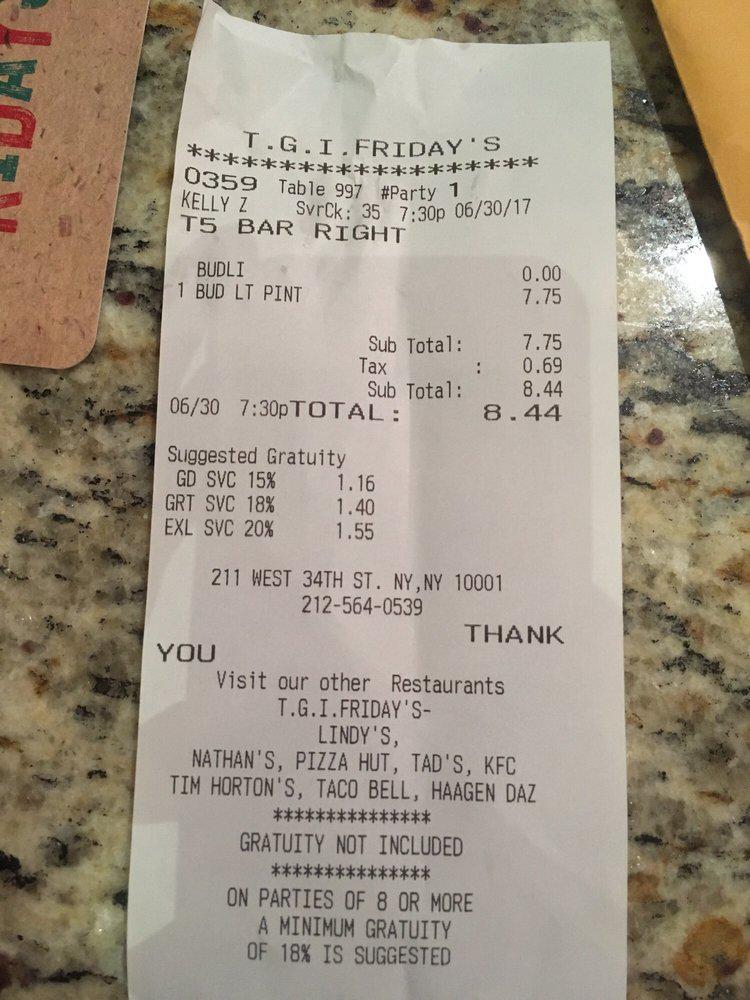 T.G.I.FRIDAY'S
*******************
0359 Table 997 #Party 1
KELLY Z SvrCk: 35 7:30p 06/30/17
T5 BAR RIGHT
BUDLI 0.00
1 BUD LT PINT 7.75
Sub Total: 7.75
Tax : 0.69
Sub Total: 8.44
06/30 7:30pTOTAL: 8.44
Suggested Gratuity
GD SVC 15% 1.16
GRT SVC 18% 1.40
EXL SVC 20% 1.55
211 WEST 34TH ST. NY,NY 10001
212-564-0539
THANK
YOU
Visit our other Restaurants
T.G.I.FRIDAY'S-
LINDY'S,
NATHAN'S, PIZZA HUT, TAD'S, KFC
TIM HORTON'S, TACO BELL, HAAGEN DAZ
***************
GRATUITY NOT INCLUDED
***************
ON PARTIES OF 8 OR MORE
A MINIMUM GRATUITY
OF 18% IS SUGGESTED